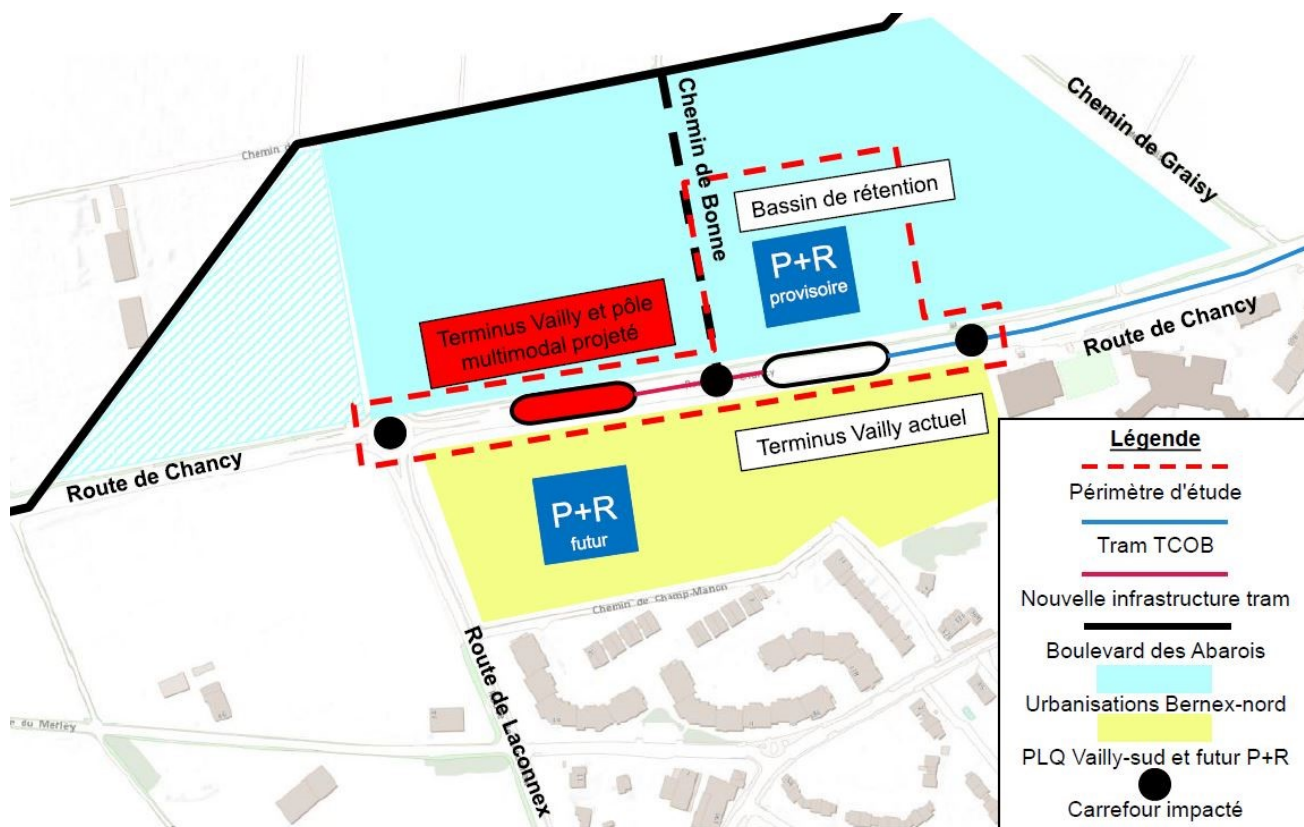 Chemin de Graisy
Chemin de Bonne
Chemin d
Bassin de rétention
P+R
provisoire
Terminus Vailly et pôle
multimodal projeté
Route de Chancy
Terminus Vailly actuel
Route de Chancy
P+R
futur
Chemin de Champ-Manon
Route de Laconnex
Légende
Périmètre d'étude
Tram TCOB
Nouvelle infrastructure tram
Boulevard des Abarois
Urbanisations Bernex-nord
PLQ Vailly-sud et futur P+R
Carrefour impacté